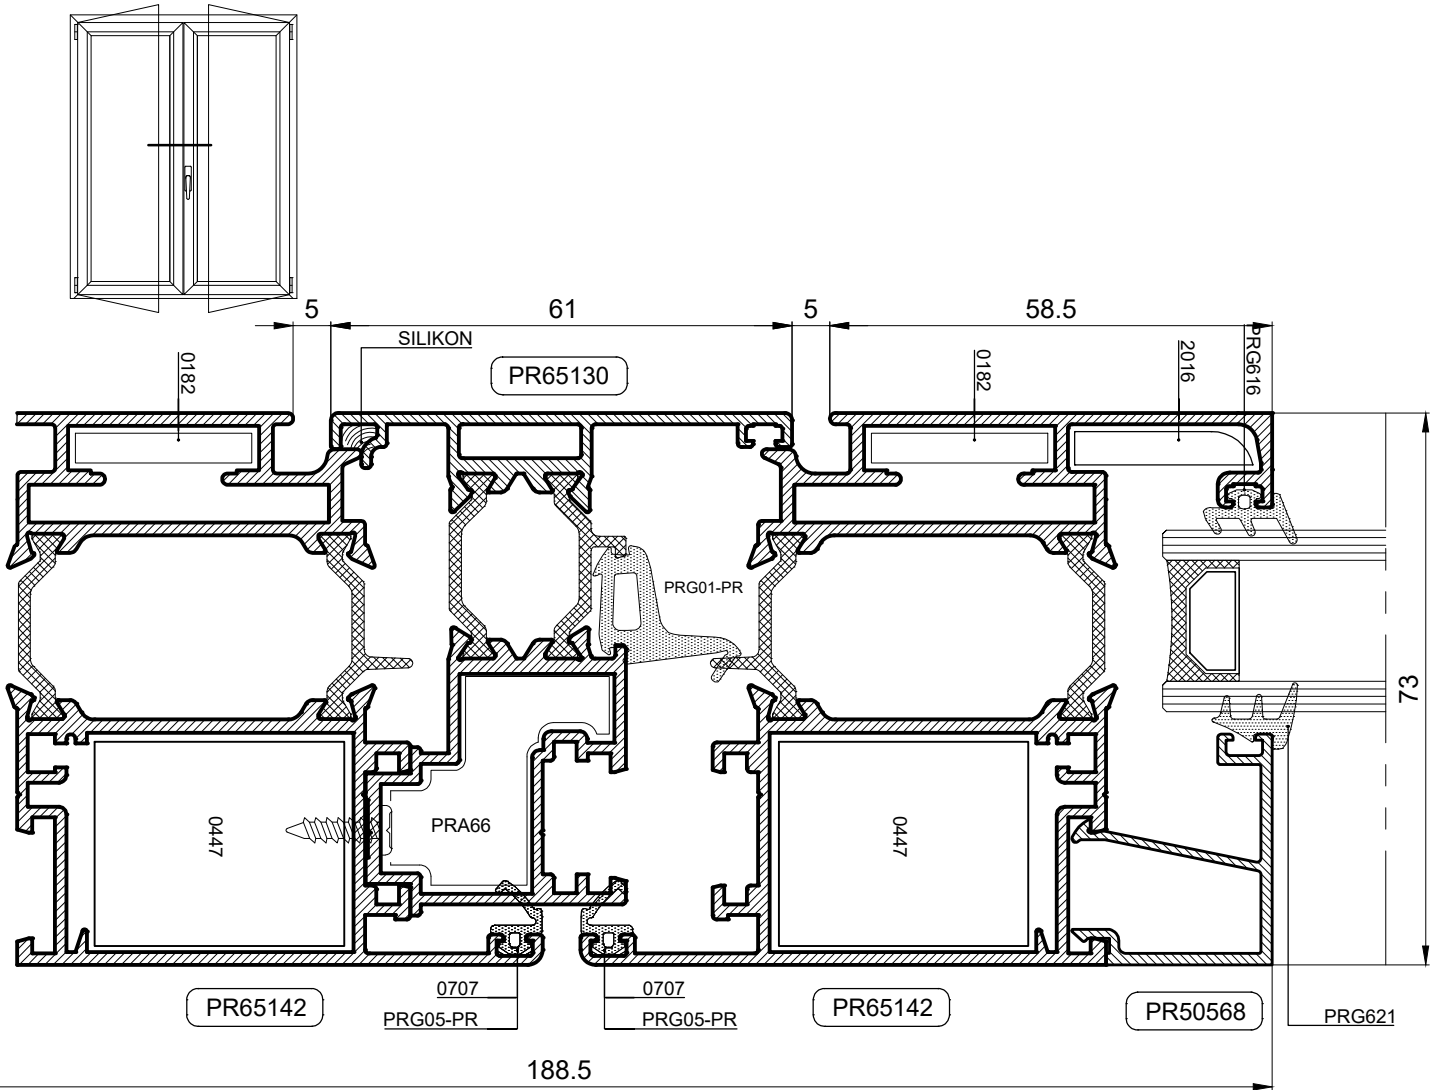 5
61
5
58.5
SILIKON
PRG616
0182
PR65130
0182
2016
PRG01-PR
73
0447
PRA66
0447
0707
0707
PR65142
PRG05-PR
PRG05-PR
PR65142
PR50568
PRG621
188.5